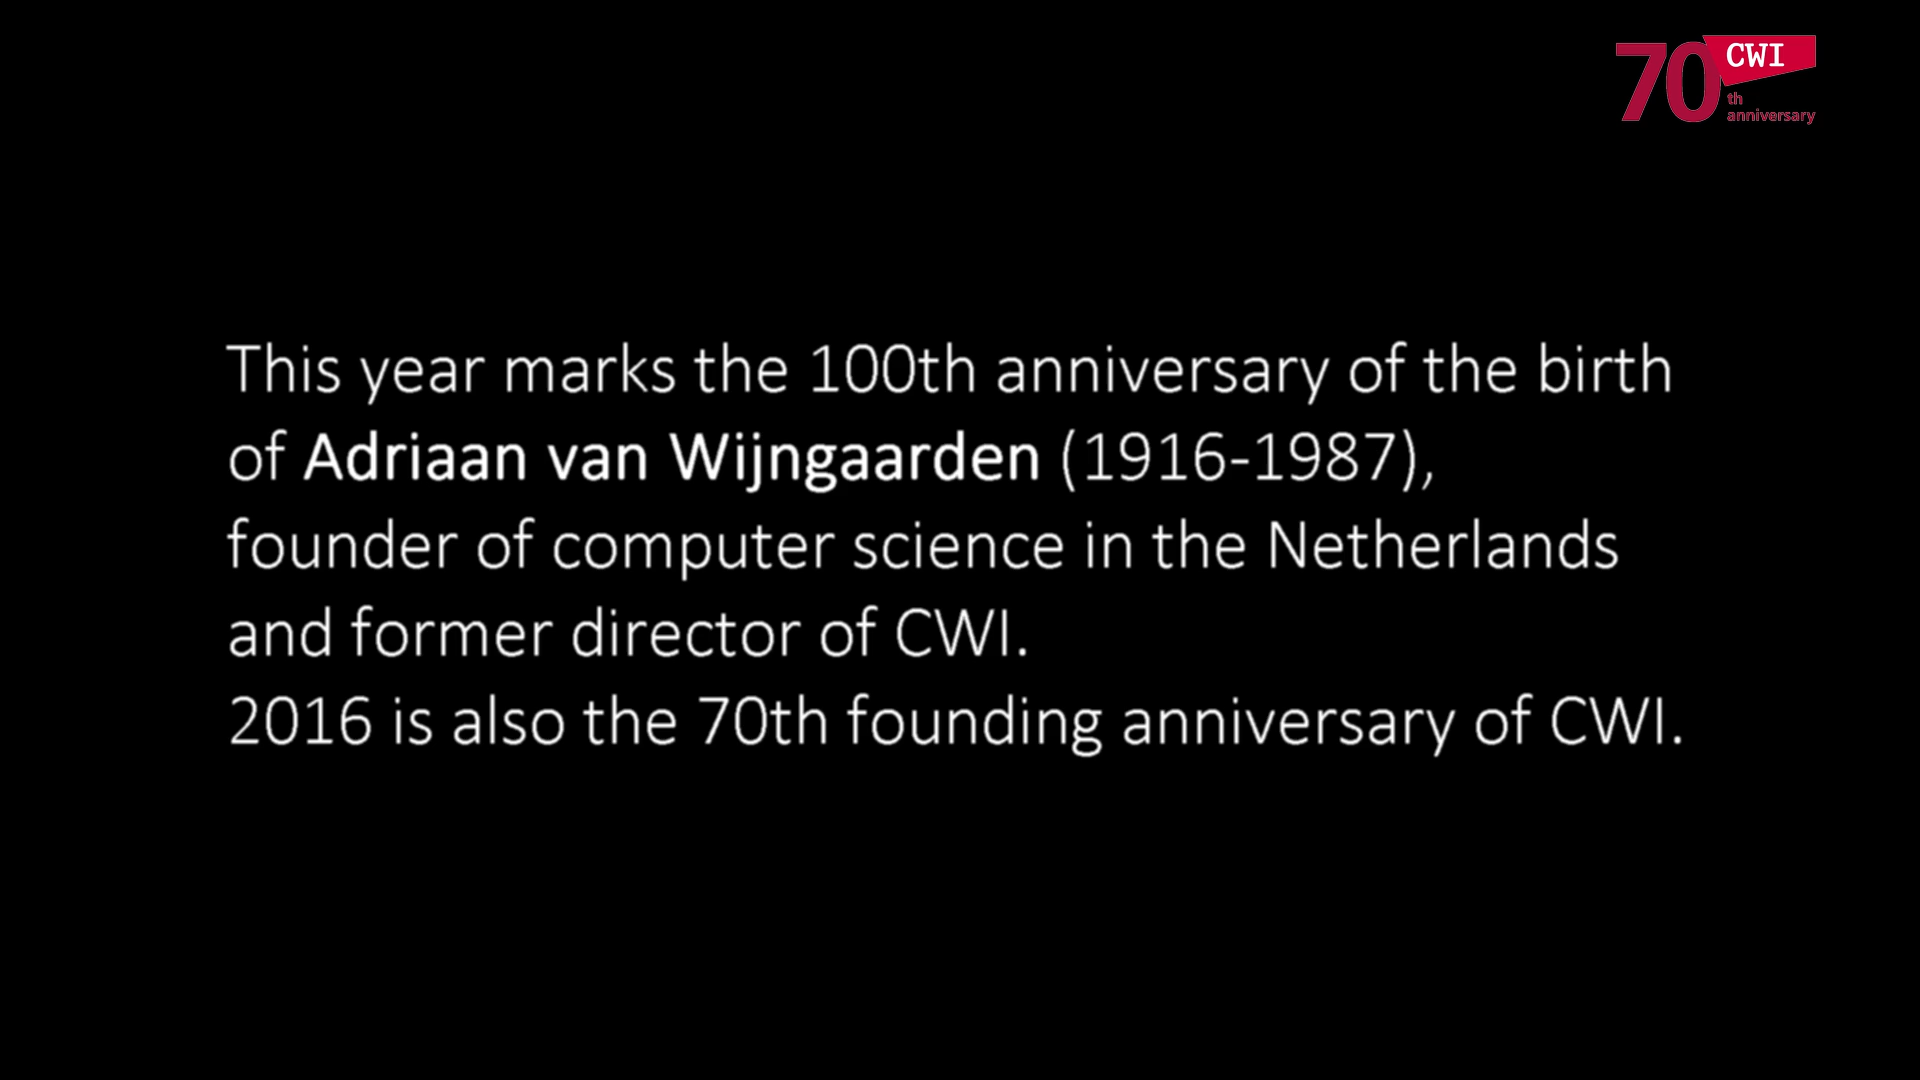 70 CWI
th
anniversary
This year marks the 100th anniversary of the birth
of Adriaan van Wijngaarden (1916-1987),
founder of computer science in the Netherlands
and former director of CWI.
2016 is also the 70th founding anniversary of CWI.